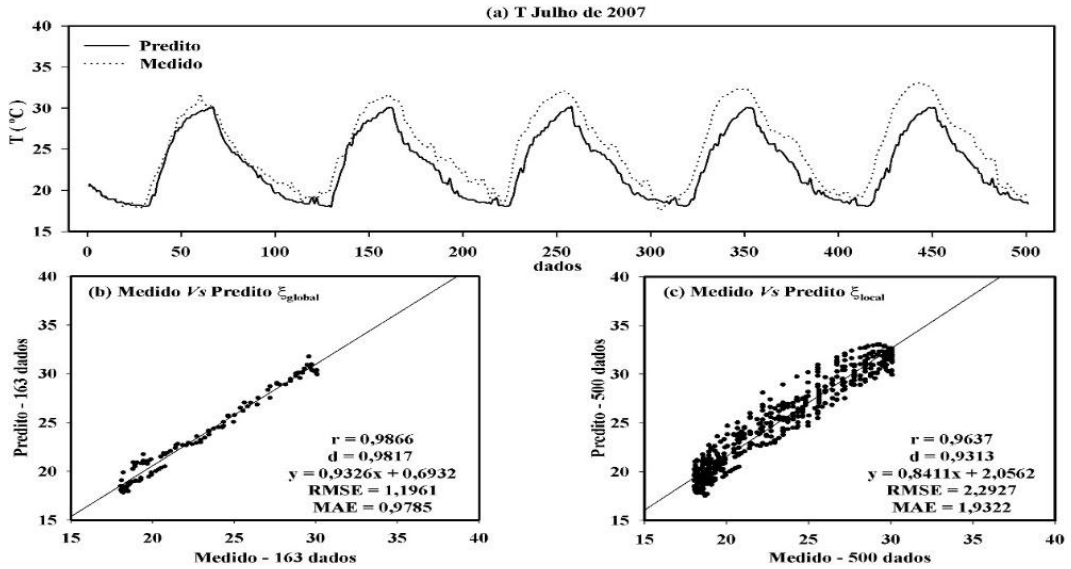 (a) T Julho de 2007
Predito
Medido
T (ºC)
40
35
30
25
20
15
0 50 100 150 200 250 300 350 400 450 500
dados
(b) Medido Vs Predito ξglobal
Predito - 163 dados
40
35
30
25
20
15
r = 0,9866
d = 0,9817
y = 0,9326x + 0,6932
RMSE = 1,1961
MAE = 0,9785
15 20 25 30 35 40
Medido - 163 dados
(c) Medido Vs Predito ξlocal
Predito - 500 dados
40
35
30
25
20
15
r = 0,9637
d = 0,9313
y = 0,8411x + 2,0562
RMSE = 2,2927
MAE = 1,9322
15 20 25 30 35 40
Medido - 500 dados